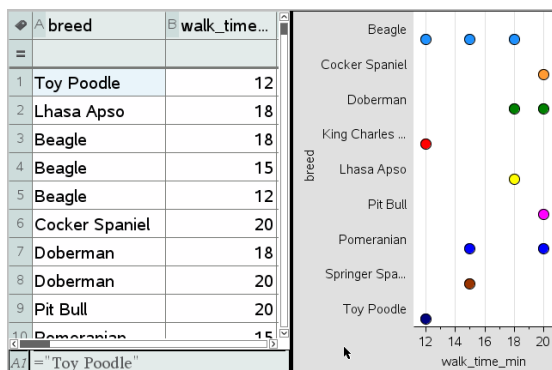 A breed B walk_time...
=
1 Toy Poodle 12
2 Lhasa Apso 18
3 Beagle 18
4 Beagle 15
5 Beagle 12
6 Cocker Spaniel 20
7 Doberman 18
8 Doberman 20
9 Pit Bull 20
10 Pomeranian 15
A1 ="Toy Poodle"
breed
Beagle
Cocker Spaniel
Doberman
King Charles ...
Lhasa Apso
Pit Bull
Pomeranian
Springer Spa...
Toy Poodle
12 14 16 18 20
walk_time_min